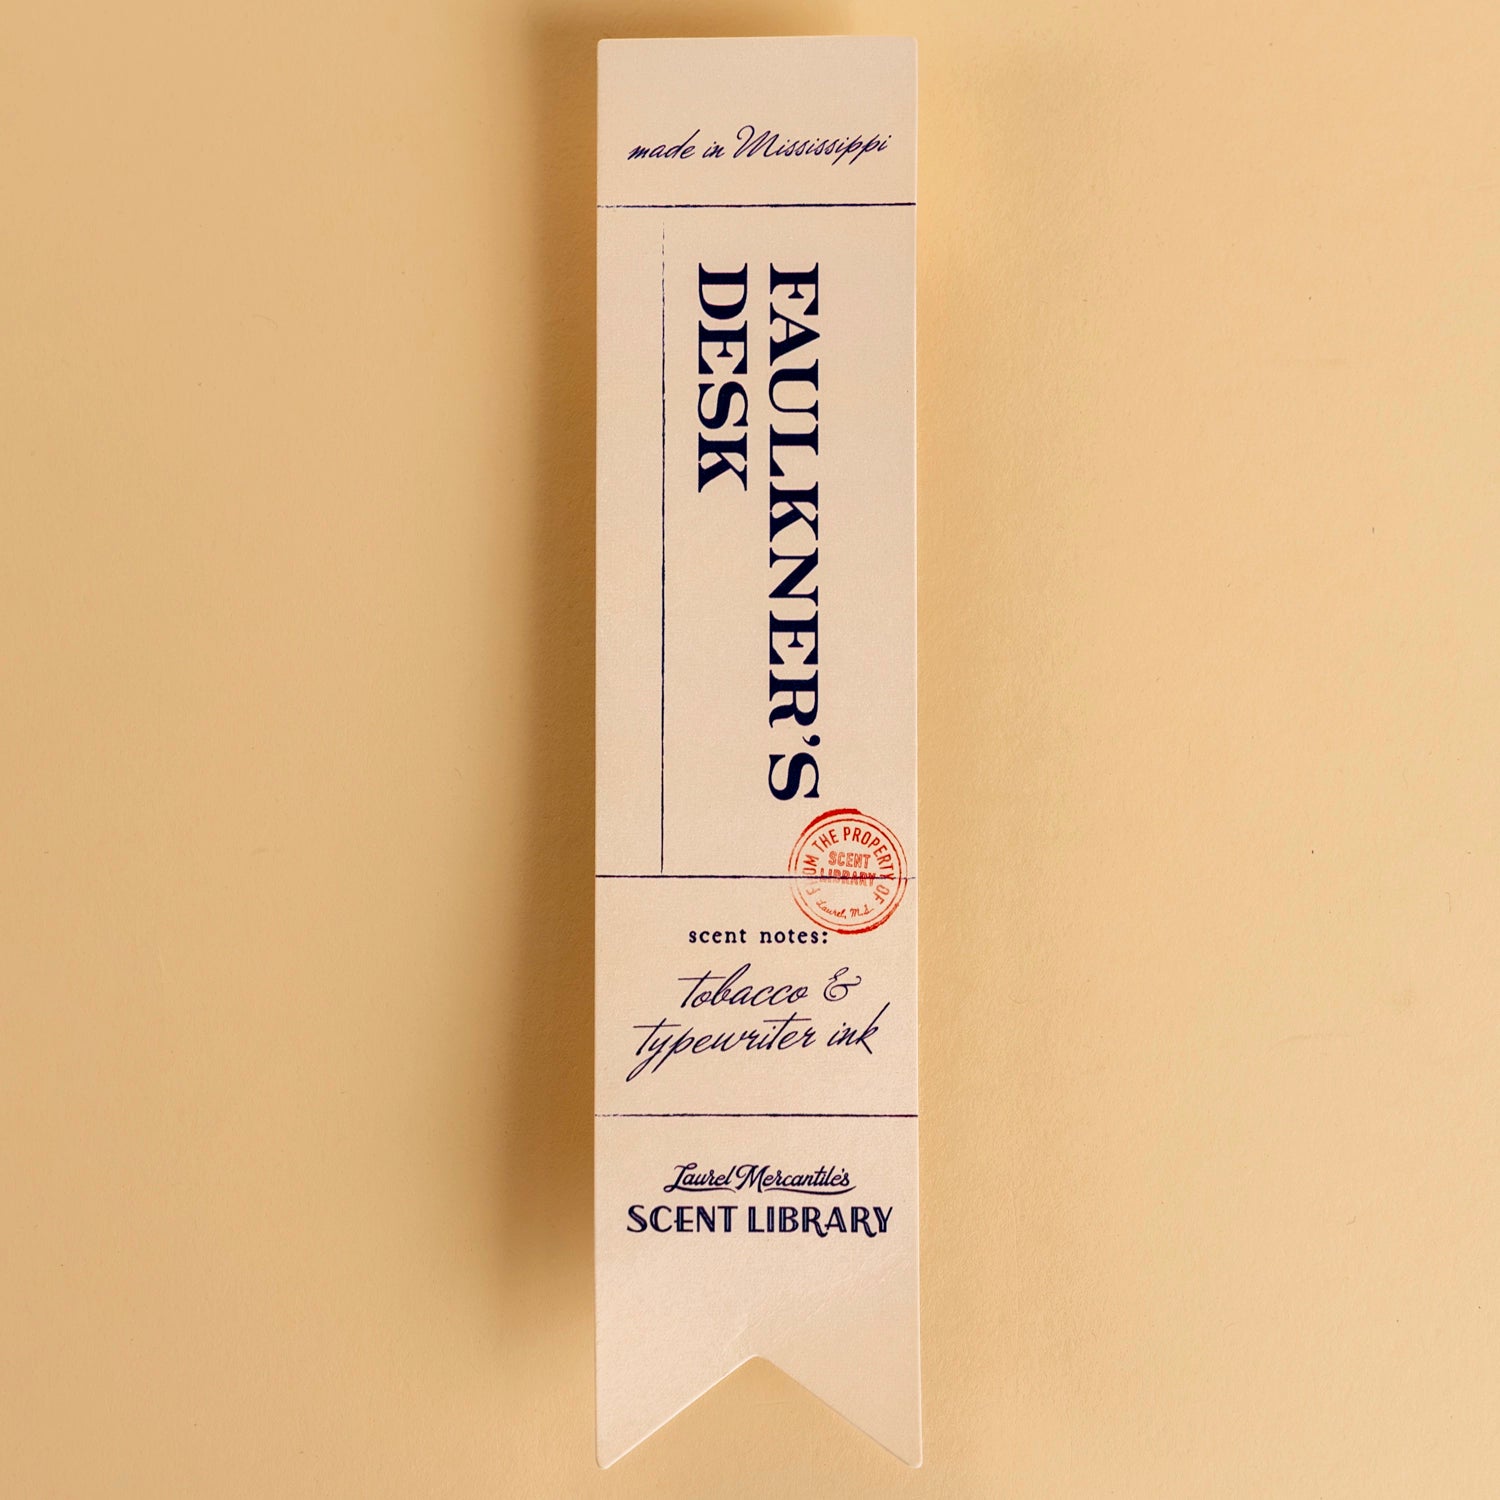 made in Mississippi
FAULKNER'S
DESK
FROM THE PROPERTY OF
SCENT
LIBRARY
Laurel, M.S.
scent notes:
tobacco &
typewriter ink
Laurel Mercantile's
SCENT LIBRARY